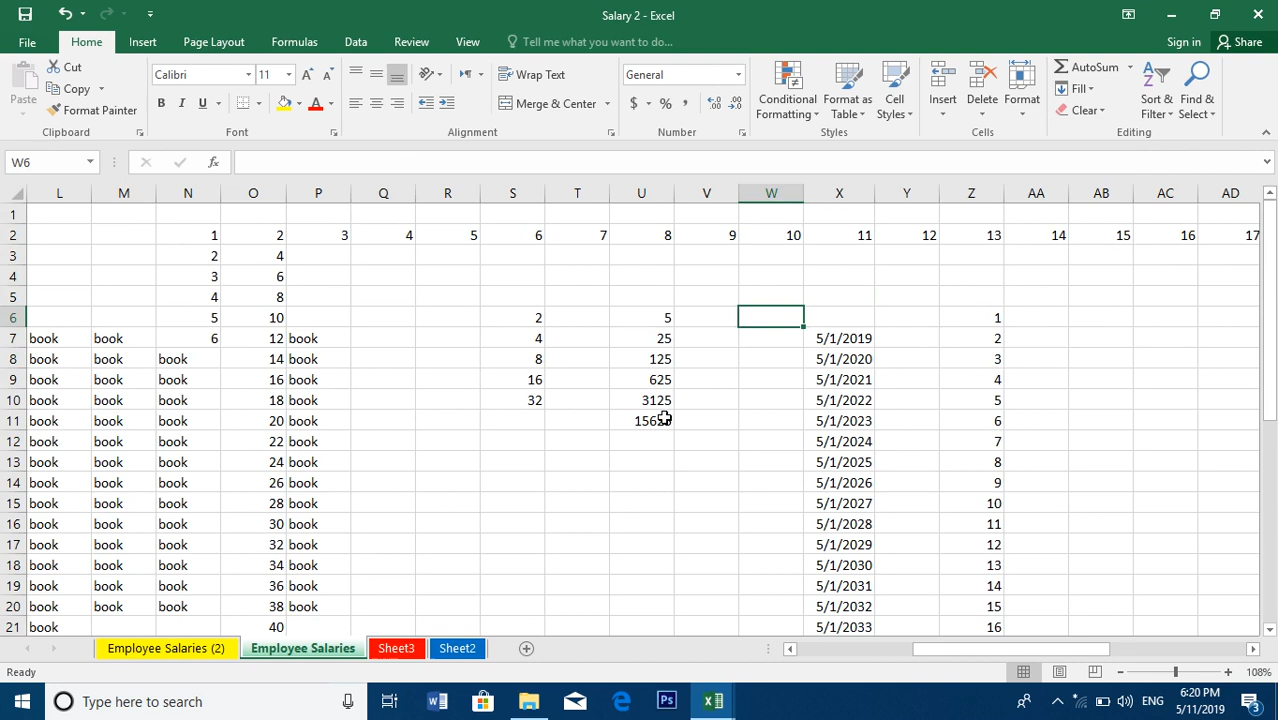 Salary 2 - Excel
File Home Insert Page Layout Formulas Data Review View Tell me what you want to do... Sign in Share
Paste Cut Copy Format Painter
Calibri 11 B I U
Wrap Text Merge & Center
General $ % ,
Conditional Formatting Format as Table Cell Styles
Insert Delete Format
AutoSum Fill Clear Sort & Filter Find & Select
Clipboard Font Alignment Number Styles Cells Editing
W6 fx
L M N O P Q R S T U V W X Y Z AA AB AC AD
1
2 1 2 3 4 5 6 7 8 9 10 11 12 13 14 15 16 17
3 2 4
4 3 6
5 4 8
6 5 10 2 5 1
7 book book 6 12 book 4 25 5/1/2019 2
8 book book book 14 book 8 125 5/1/2020 3
9 book book book 16 book 16 625 5/1/2021 4
10 book book book 18 book 32 3125 5/1/2022 5
11 book book book 20 book 5/1/2023 6
12 book book book 22 book 5/1/2024 7
13 book book book 24 book 5/1/2025 8
14 book book book 26 book 5/1/2026 9
15 book book book 28 book 5/1/2027 10
16 book book book 30 book 5/1/2028 11
17 book book book 32 book 5/1/2029 12
18 book book book 34 book 5/1/2030 13
19 book book book 36 book 5/1/2031 14
20 book book book 38 book 5/1/2032 15
21 book 40 5/1/2033 16
Employee Salaries (2) Employee Salaries Sheet3 Sheet2
Ready 108%
Type here to search ENG 6:20 PM
5/11/2019 3